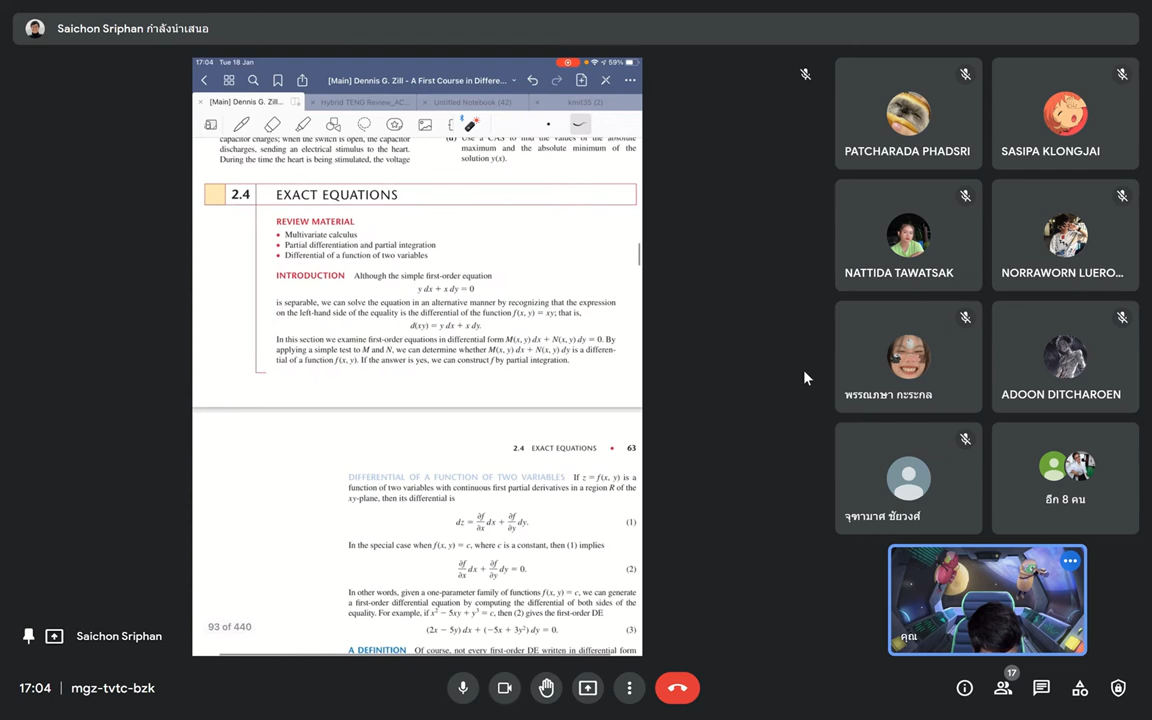 Saichon Sriphan กำลังนำเสนอ
17:04 Tue 18 Jan
59%
[Main] Dennis G. Zill - A First Course in Differe...
[Main] Dennis G. Zill...
Hybrid TENG Review_AC...
Untitled Notebook (42)
kmit35 (2)
capacitor charges; when the switch is open, the capacitor
discharges, sending an electrical stimulus to the heart.
During the time the heart is being stimulated, the voltage
(d) Use a CAS to find the values of the absolute
maximum and the absolute minimum of the
solution y(x).
2.4 EXACT EQUATIONS
REVIEW MATERIAL
• Multivariate calculus
• Partial differentiation and partial integration
• Differential of a function of two variables
INTRODUCTION Although the simple first-order equation
y dx + x dy = 0
is separable, we can solve the equation in an alternative manner by recognizing that the expression
on the left-hand side of the equality is the differential of the function f(x, y) = xy; that is,
d(xy) = y dx + x dy.
In this section we examine first-order equations in differential form M(x, y) dx + N(x, y) dy = 0. By
applying a simple test to M and N, we can determine whether M(x, y) dx + N(x, y) dy is a differen-
tial of a function f(x, y). If the answer is yes, we can construct f by partial integration.
2.4 EXACT EQUATIONS • 63
DIFFERENTIAL OF A FUNCTION OF TWO VARIABLES If z = f(x, y) is a
function of two variables with continuous first partial derivatives in a region R of the
xy-plane, then its differential is
dz = ∂f/∂x dx + ∂f/∂y dy. (1)
In the special case when f(x, y) = c, where c is a constant, then (1) implies
∂f/∂x dx + ∂f/∂y dy = 0. (2)
In other words, given a one-parameter family of functions f(x, y) = c, we can generate
a first-order differential equation by computing the differential of both sides of the
equality. For example, if x² − 5xy + y³ = c, then (2) gives the first-order DE
(2x − 5y) dx + (−5x + 3y²) dy = 0. (3)
93 of 440
A DEFINITION Of course, not every first-order DE written in differential form
PATCHARADA PHADSRI
SASIPA KLONGJAI
NATTIDA TAWATSAK
NORRAWORN LUERO...
พรรณภษา กะระกล
ADOON DITCHAROEN
จุฑามาศ ชัยวงศ์
อีก 8 คน
คุณ
Saichon Sriphan
17:04 | mgz-tvtc-bzk
17